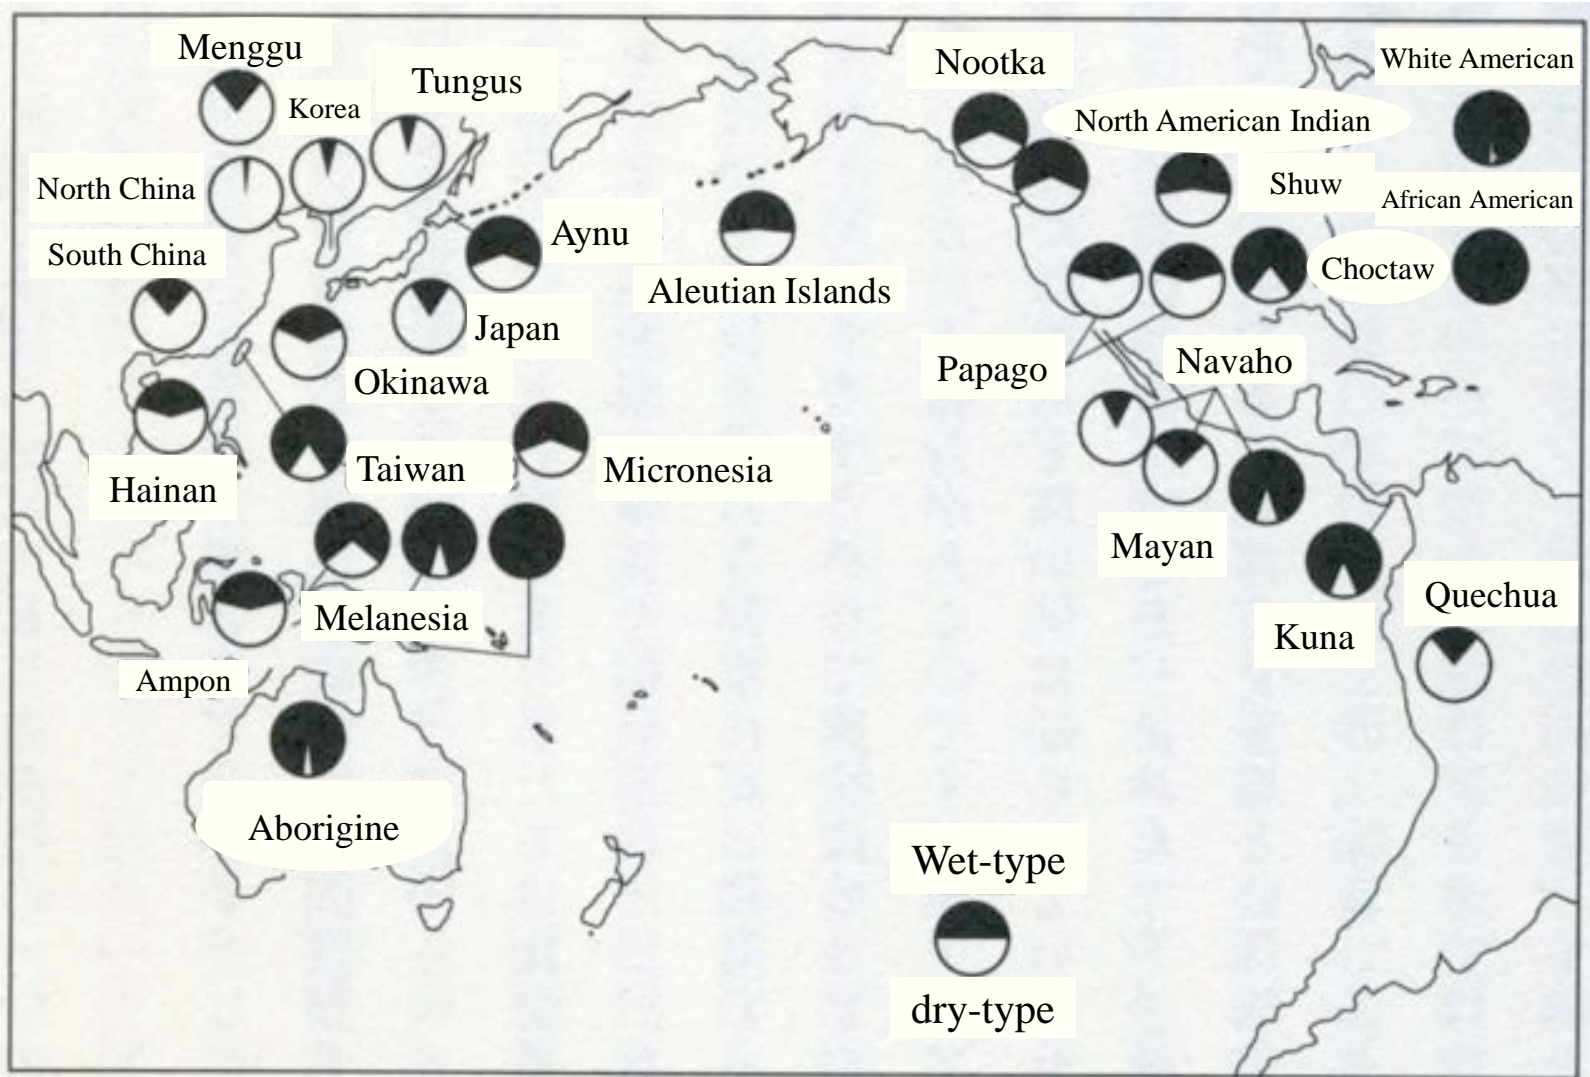 Menggu
Tungus
Korea
North China
South China
Aynu
Japan
Okinawa
Hainan
Taiwan
Micronesia
Melanesia
Ampon
Aborigine
Aleutian Islands
Nootka
North American Indian
White American
Shuw
African American
Choctaw
Papago
Navaho
Mayan
Kuna
Quechua
Wet-type
dry-type